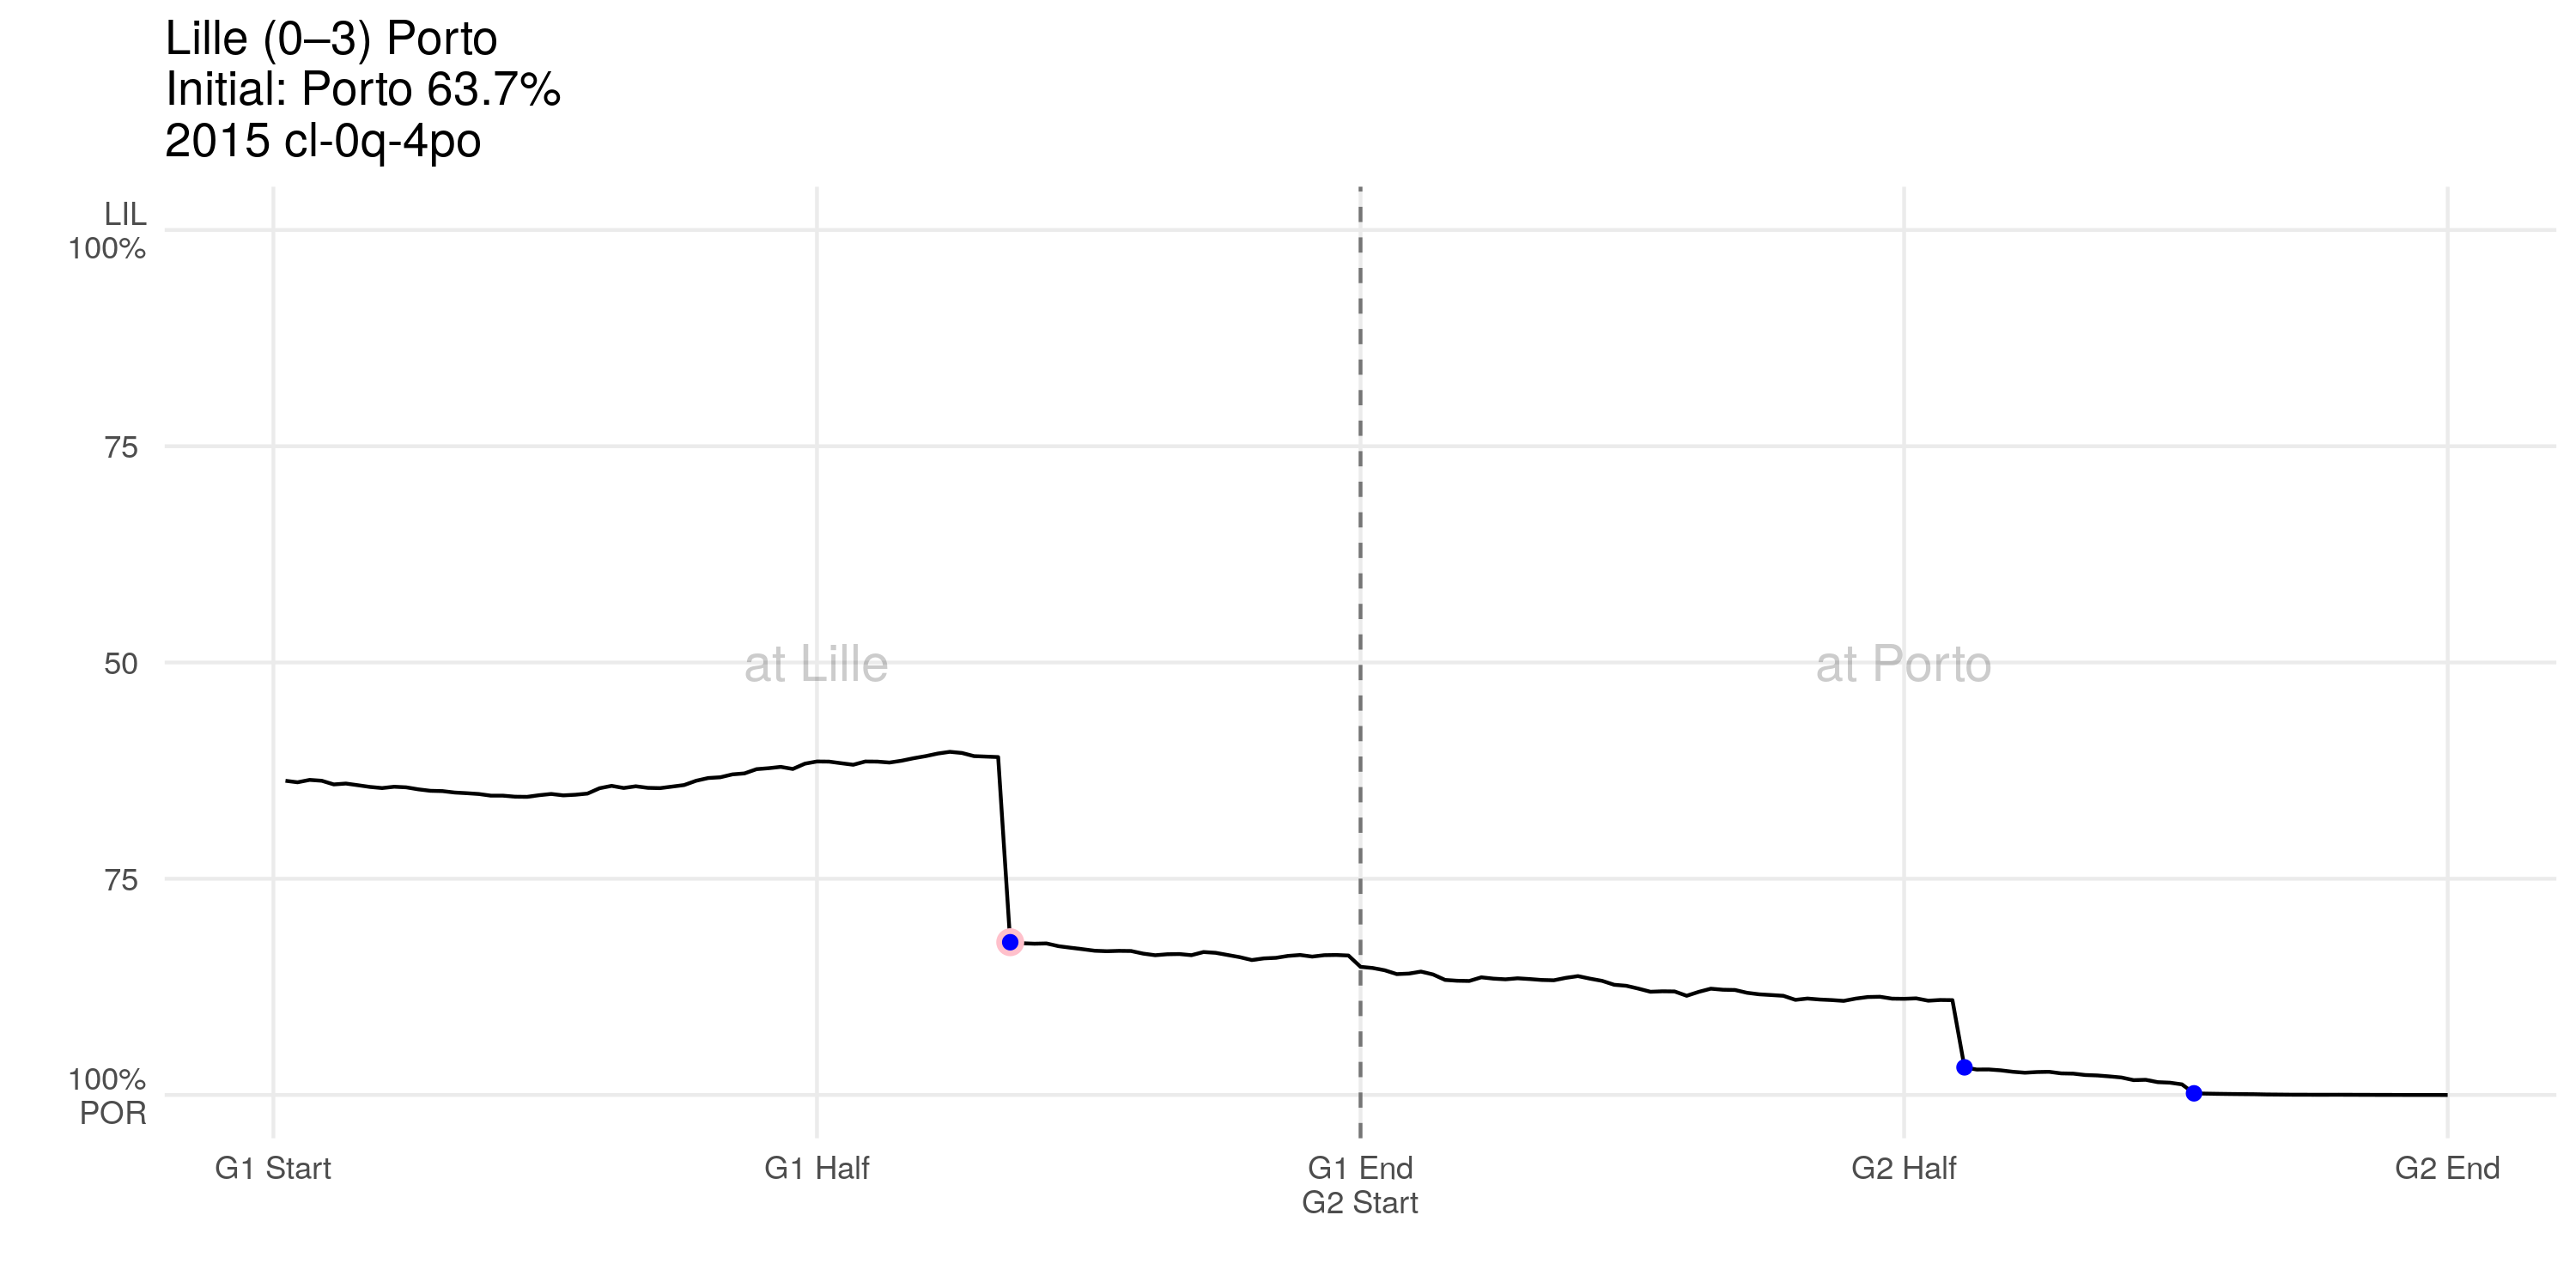 Lille (0–3) Porto
Initial: Porto 63.7%
2015 cl-0q-4po
LIL
100%
75
50
75
100%
POR
at Lille
at Porto
G1 Start
G1 Half
G1 End
G2 Start
G2 Half
G2 End